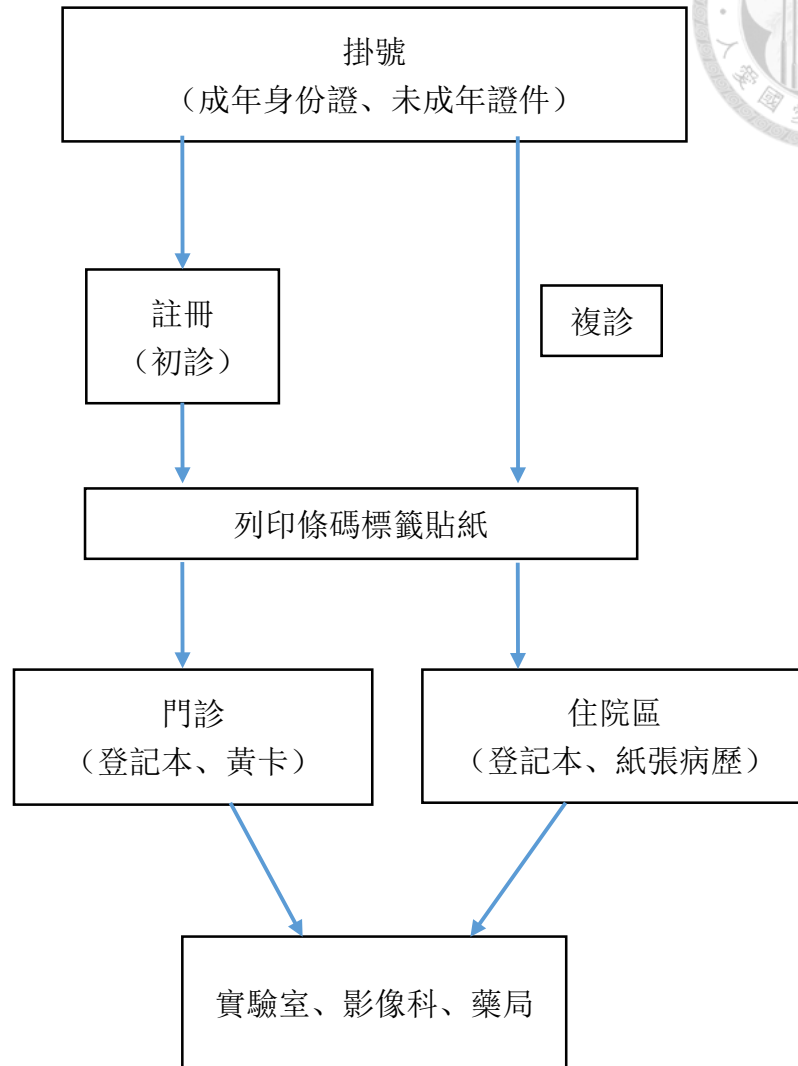 掛號
（成年身份證、未成年證件）
註冊
（初診）
複診
列印條碼標籤貼紙
門診
（登記本、黃卡）
住院區
（登記本、紙張病歷）
實驗室、影像科、藥局